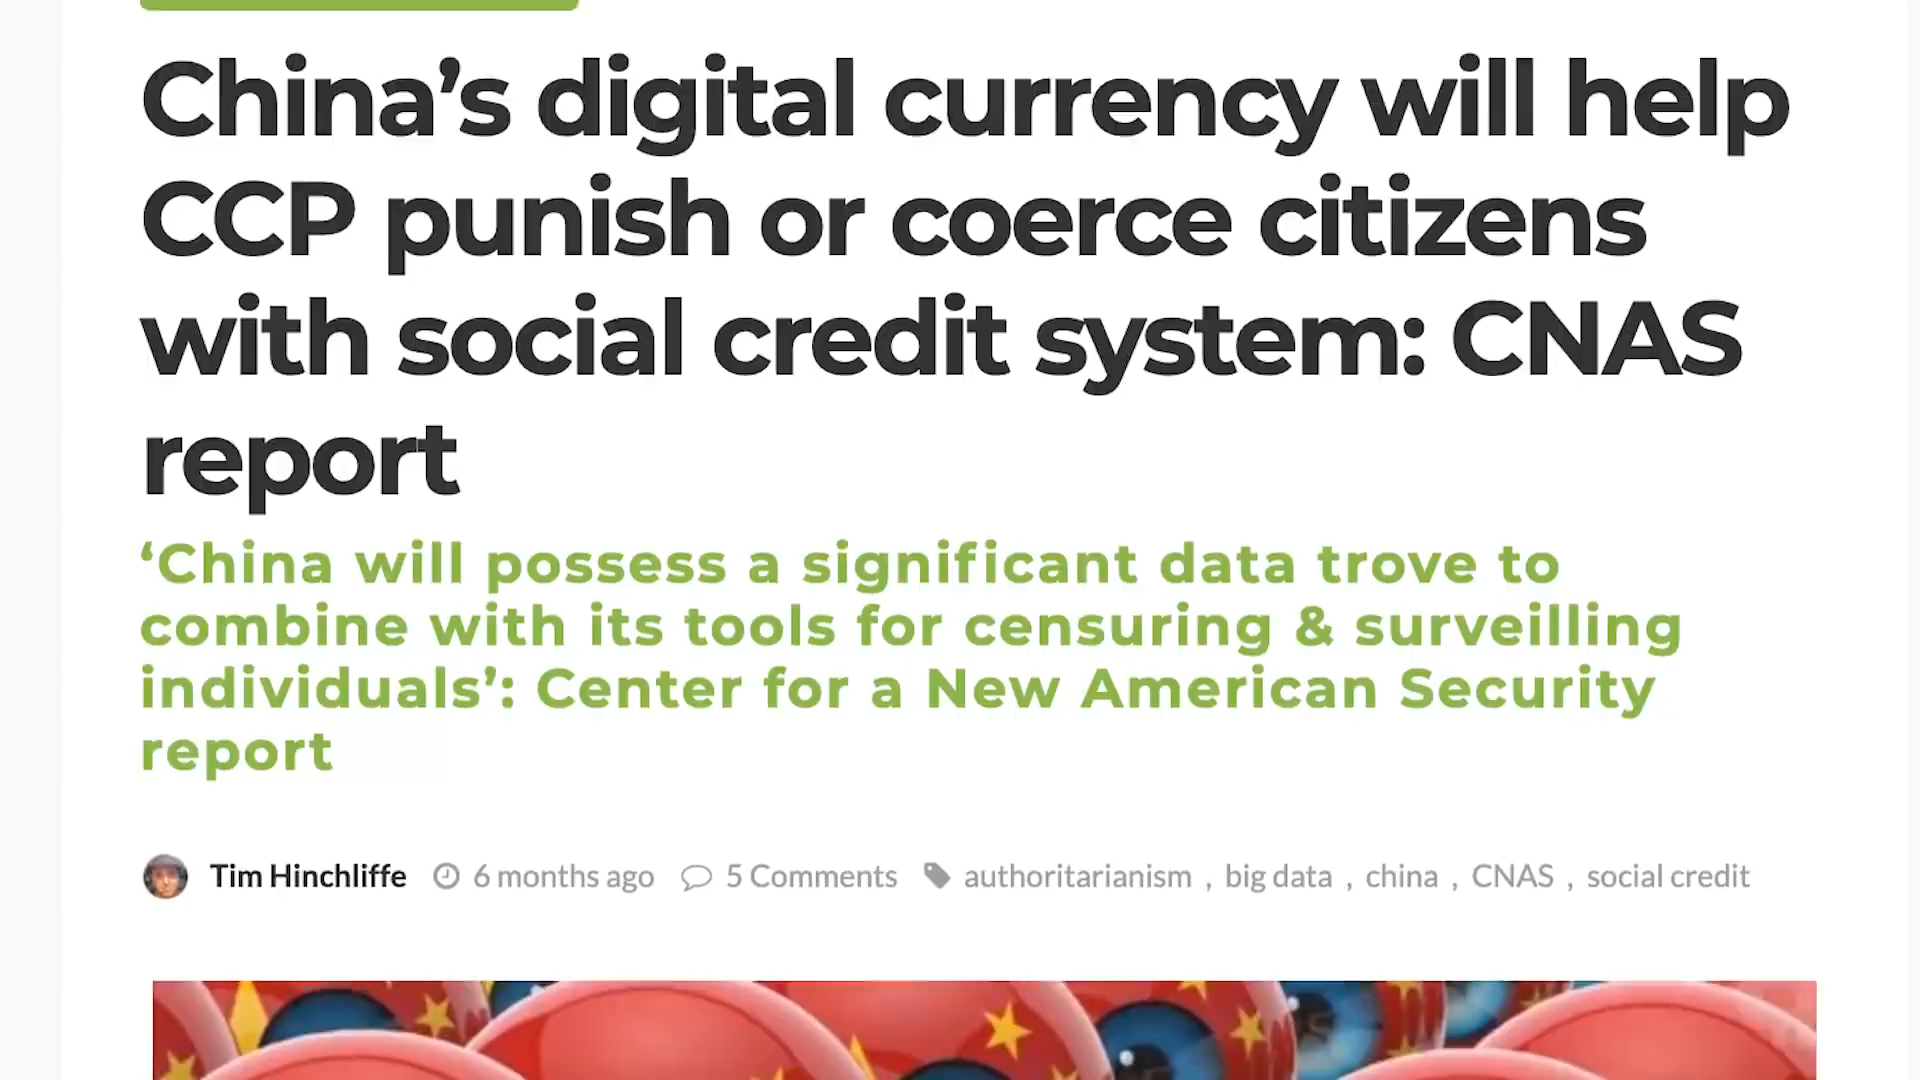 China’s digital currency will help
CCP punish or coerce citizens
with social credit system: CNAS
report
‘China will possess a significant data trove to
combine with its tools for censuring & surveilling
individuals’: Center for a New American Security
report
Tim Hinchliffe 6 months ago 5 Comments authoritarianism , big data , china , CNAS , social credit